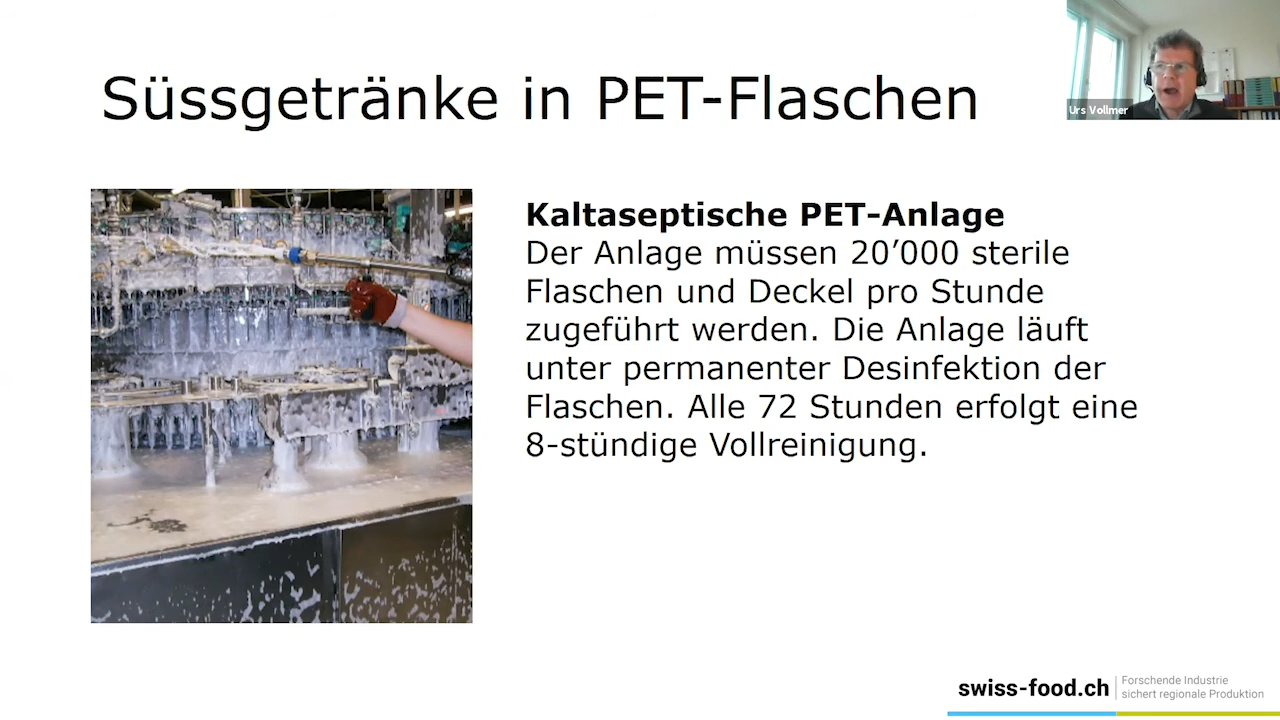 Süssgetränke in PET-Flaschen
Urs Vollmer
Kaltaseptische PET-Anlage
Der Anlage müssen 20’000 sterile
Flaschen und Deckel pro Stunde
zugeführt werden. Die Anlage läuft
unter permanenter Desinfektion der
Flaschen. Alle 72 Stunden erfolgt eine
8-stündige Vollreinigung.
swiss-food.ch
Forschende Industrie
sichert regionale Produktion